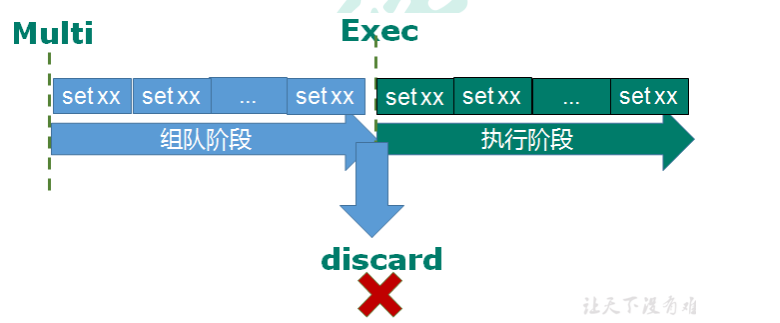 Multi
Exec
set xx set xx ... set xx
set xx set xx ... set xx
组队阶段
执行阶段
discard
让天下没有难